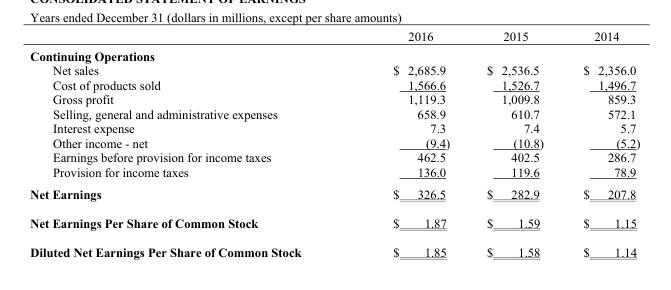 CONSOLIDATED STATEMENT OF EARNINGS
Years ended December 31 (dollars in millions, except per share amounts)
2016 2015 2014
Continuing Operations
Net sales $ 2,685.9 $ 2,536.5 $ 2,356.0
Cost of products sold 1,566.6 1,526.7 1,496.7
Gross profit 1,119.3 1,009.8 859.3
Selling, general and administrative expenses 658.9 610.7 572.1
Interest expense 7.3 7.4 5.7
Other income - net (9.4) (10.8) (5.2)
Earnings before provision for income taxes 462.5 402.5 286.7
Provision for income taxes 136.0 119.6 78.9
Net Earnings $ 326.5 $ 282.9 $ 207.8
Net Earnings Per Share of Common Stock $ 1.87 $ 1.59 $ 1.15
Diluted Net Earnings Per Share of Common Stock $ 1.85 $ 1.58 $ 1.14